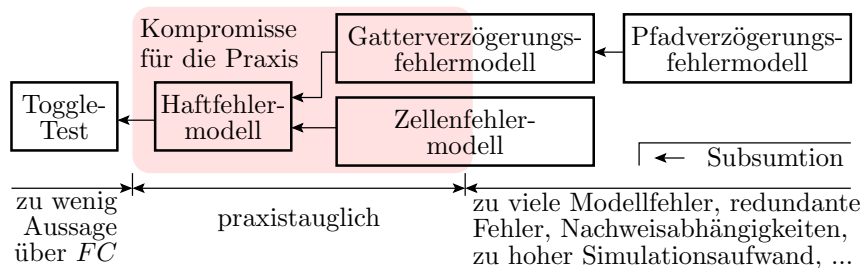 Kompromisse
für die Praxis
Gatterverzögerungs-
fehlermodell
Pfadverzögerungs-
fehlermodell
Toggle-
Test
Haftfehler-
modell
Zellenfehler-
modell
Subsumtion
zu wenig
Aussage
über FC
praxistauglich
zu viele Modellfehler, redundante
Fehler, Nachweisabhängigkeiten,
zu hoher Simulationsaufwand, ...